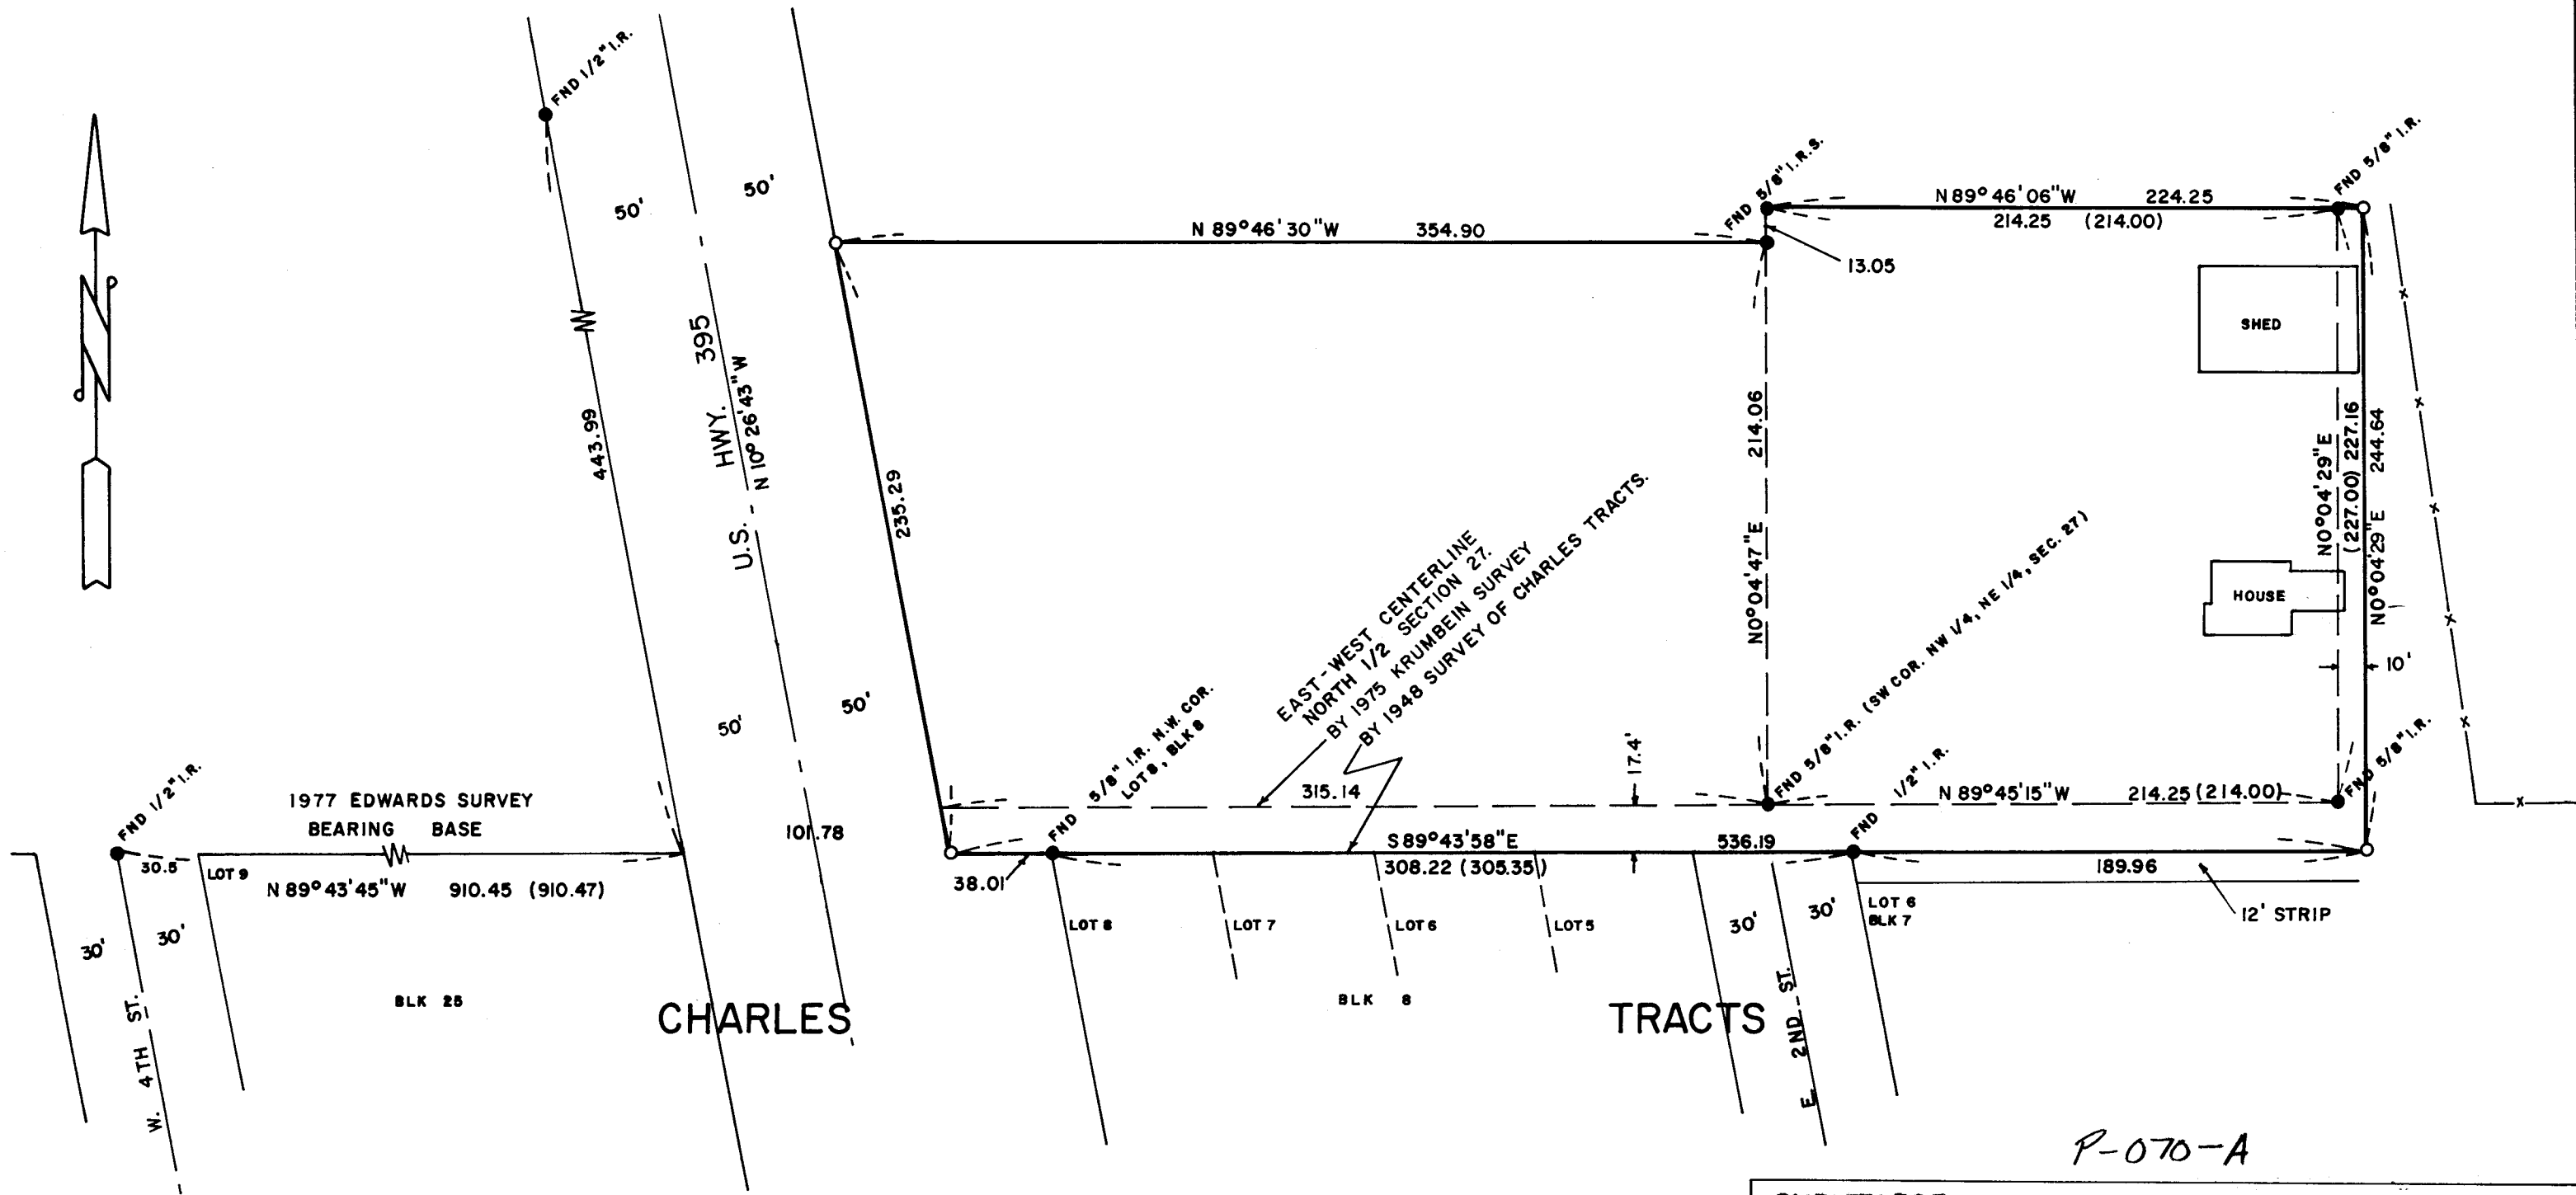 FND 1/2" I.R.
50'
50'
FND 5/8" I.R.S.
FND 5/8" I.R.
N 89° 46' 06" W 224.25
214.25 (214.00)
N 89° 46' 30" W 354.90
13.05
SHED
443.99
U.S. HWY. 395
N 10° 26' 43" W
235.29
214.06
N0° 04' 47" E
N0° 04' 29" E
(227.00) 227.16
N0° 04' 29" E 244.64
HOUSE
10'
EAST-WEST CENTERLINE
NORTH 1/2 SECTION 27.
BY 1975 KRUMBEIN SURVEY
BY 1948 SURVEY OF CHARLES TRACTS.
FND 5/8" I.R. (SW COR. NW 1/4, NE 1/4, SEC. 27)
50'
50'
FND 5/8" I.R. N.W. COR.
LOT 8, BLK 8
17.4'
FND 1/2" I.R.
FND 5/8" I.R.
FND 1/2" I.R.
1977 EDWARDS SURVEY
BEARING BASE
315.14
N 89° 45' 15" W 214.25 (214.00)
101.78
S 89° 43' 58" E 536.19
30.5
LOT 9
N 89° 43' 45" W 910.45 (910.47)
38.01
308.22 (305.35)
189.96
30'
30'
LOT 8
LOT 7
LOT 6
LOT 5
30'
30'
LOT 6
BLK 7
12' STRIP
W. 4TH ST.
BLK 25
BLK 8
E. 2ND ST.
CHARLES TRACTS
P-070-A